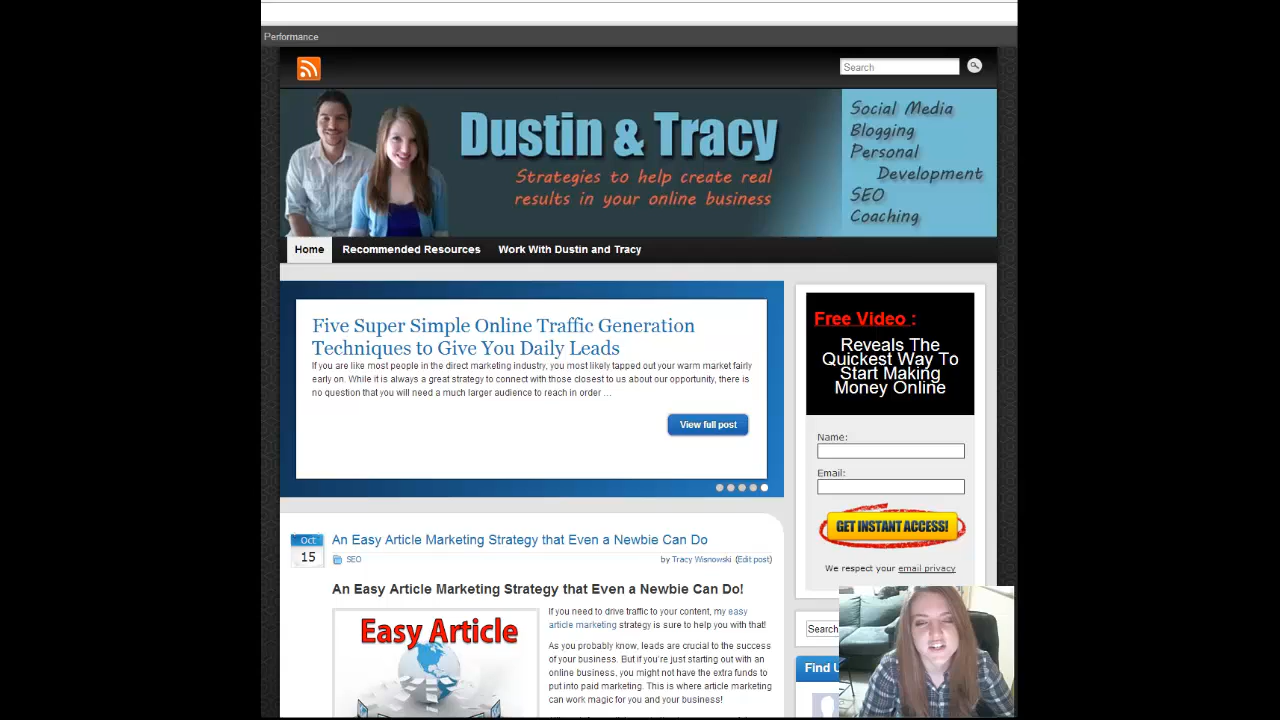 Performance
Search
Dustin & Tracy
Strategies to help create real
results in your online business
Social Media
Blogging
Personal
Development
SEO
Coaching
Home
Recommended Resources
Work With Dustin and Tracy
Five Super Simple Online Traffic Generation
Techniques to Give You Daily Leads
If you are like most people in the direct marketing industry, you most likely tapped out your warm market fairly
early on. While it is always a great strategy to connect with those closest to us about our opportunity, there is
no question that you will need a much larger audience to reach in order ...
View full post
Free Video :
Reveals The
Quickest Way To
Start Making
Money Online
Name:
Email:
GET INSTANT ACCESS!
We respect your email privacy
Search
Find U
Oct
15
An Easy Article Marketing Strategy that Even a Newbie Can Do
SEO
by Tracy Wisnowski (Edit post)
An Easy Article Marketing Strategy that Even a Newbie Can Do!
Easy Article
If you need to drive traffic to your content, my easy
article marketing strategy is sure to help you with that!
As you probably know, leads are crucial to the success
of your business. But if you're just starting out with an
online business, you might not have the extra funds to
put into paid marketing. This is where article marketing
can work magic for you and your business!